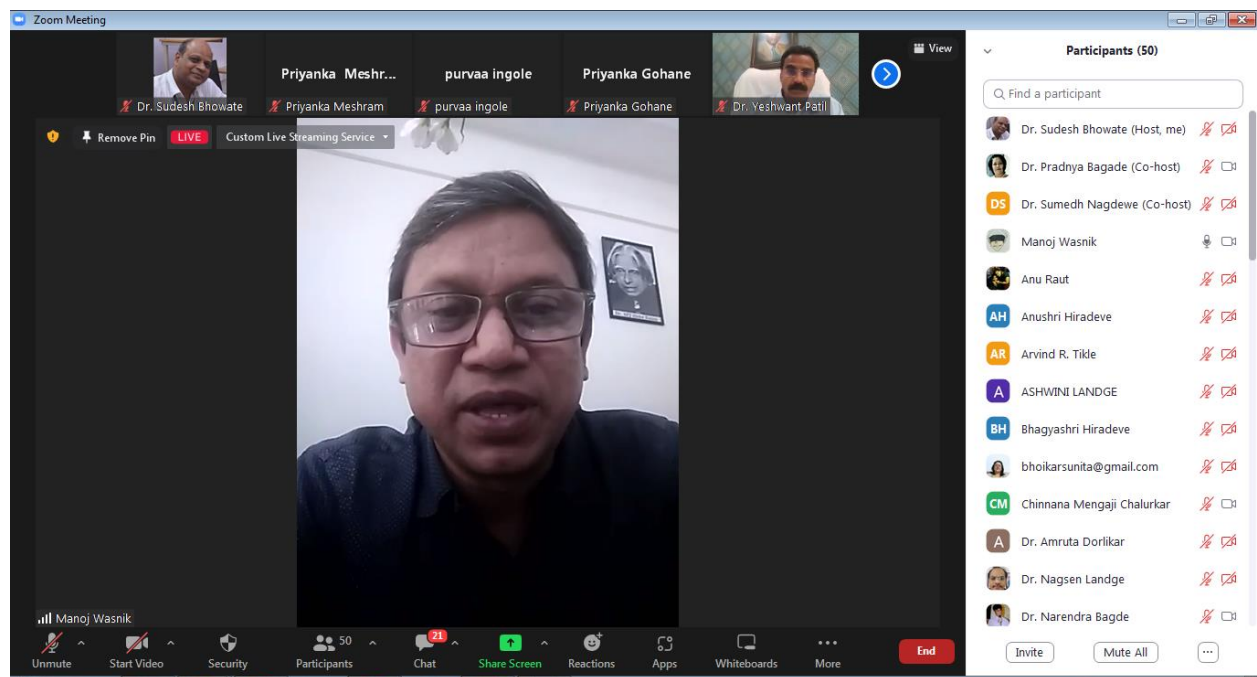 Zoom Meeting
Priyanka Meshr...
purvaa ingole
Priyanka Gohane
View
Dr. Sudesh Bhowate
Priyanka Meshram
purvaa ingole
Priyanka Gohane
Dr. Yeshwant Patil
Remove Pin
LIVE
Custom Live Streaming Service
Manoj Wasnik
Unmute
Start Video
Security
50
Participants
21
Chat
Share Screen
Reactions
Apps
Whiteboards
More
End
Participants (50)
Find a participant
Dr. Sudesh Bhowate (Host, me)
Dr. Pradnya Bagade (Co-host)
DS Dr. Sumedh Nagdewe (Co-host)
Manoj Wasnik
Anu Raut
AH Anushri Hiradeve
AR Arvind R. Tikle
A ASHWINI LANDGE
BH Bhagyashri Hiradeve
bhoikarsunita@gmail.com
CM Chinnana Mengaji Chalurkar
A Dr. Amruta Dorlikar
Dr. Nagsen Landge
Dr. Narendra Bagde
Invite
Mute All
...